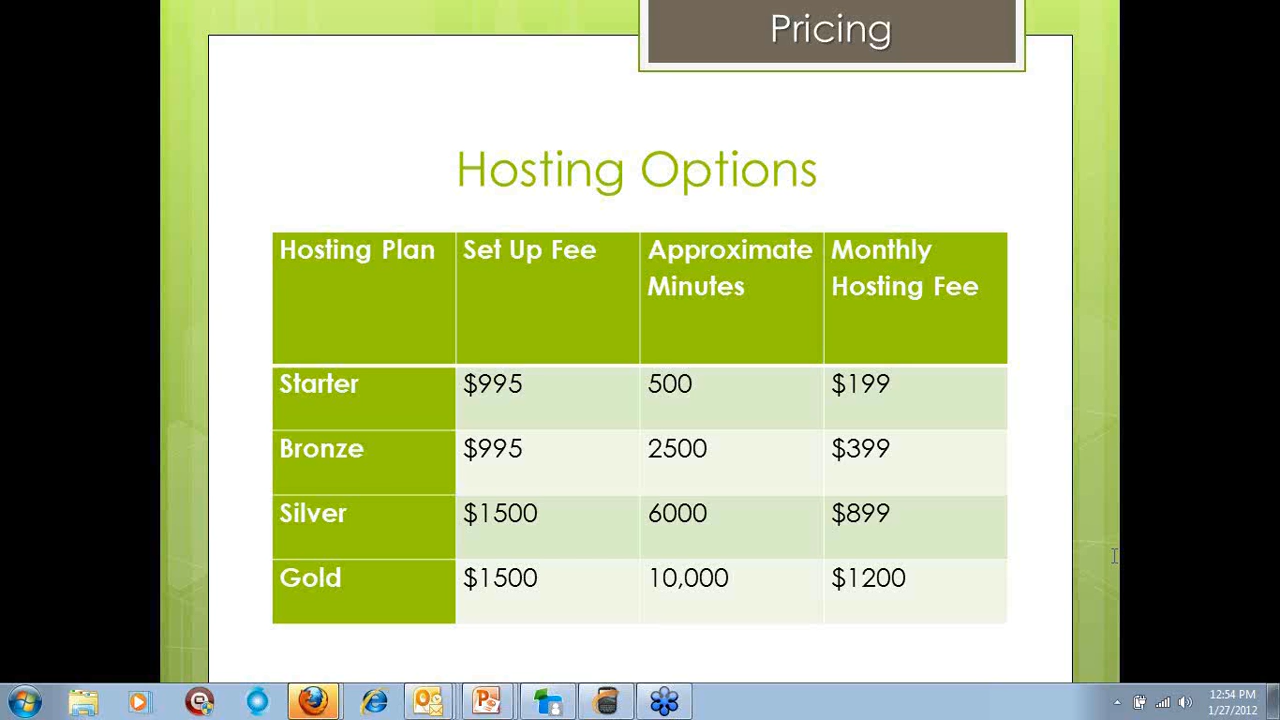 Pricing
Hosting Options
Hosting Plan Set Up Fee Approximate Minutes Monthly Hosting Fee
Starter $995 500 $199
Bronze $995 2500 $399
Silver $1500 6000 $899
Gold $1500 10,000 $1200
12:54 PM
1/27/2012